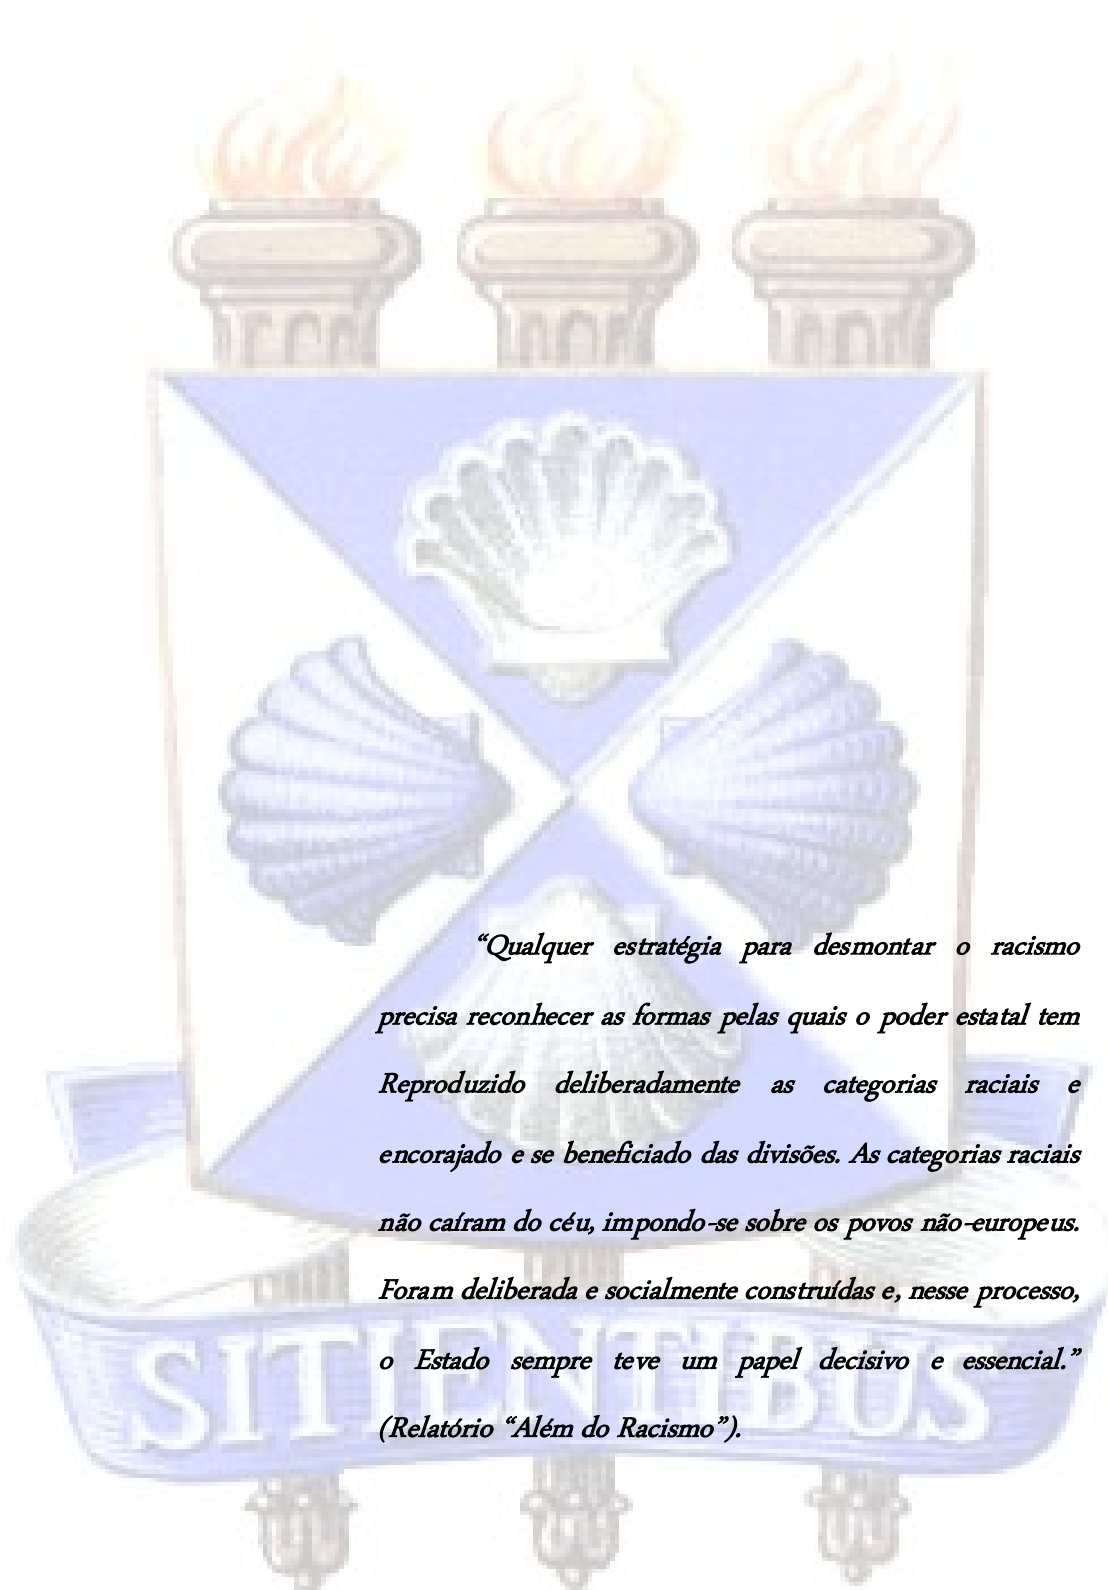 “Qualquer estratégia para desmontar o racismo
precisa reconhecer as formas pelas quais o poder estatal tem
Reproduzido deliberadamente as categorias raciais e
encorajado e se beneficiado das divisões. As categorias raciais
não caíram do céu, impondo-se sobre os povos não-europeus.
Foram deliberada e socialmente construídas e, nesse processo,
o Estado sempre teve um papel decisivo e essencial.”
(Relatório “Além do Racismo”).
SITIENTIBUS